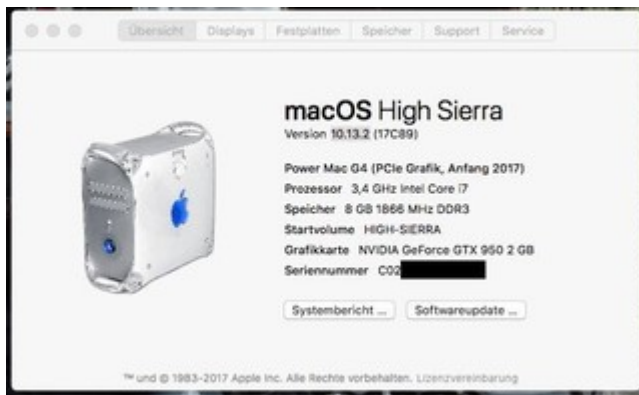 Übersicht Displays Festplatten Speicher Support Service
macOS High Sierra
Version 10.13.2 (17C89)
Power Mac G4 (PCIe Grafik, Anfang 2017)
Prozessor 3,4 GHz Intel Core i7
Speicher 8 GB 1866 MHz DDR3
Startvolume HIGH-SIERRA
Grafikkarte NVIDIA GeForce GTX 950 2 GB
Seriennummer C02
Systembericht ... Softwareupdate ...
™ und © 1983-2017 Apple Inc. Alle Rechte vorbehalten. Lizenzvereinbarung